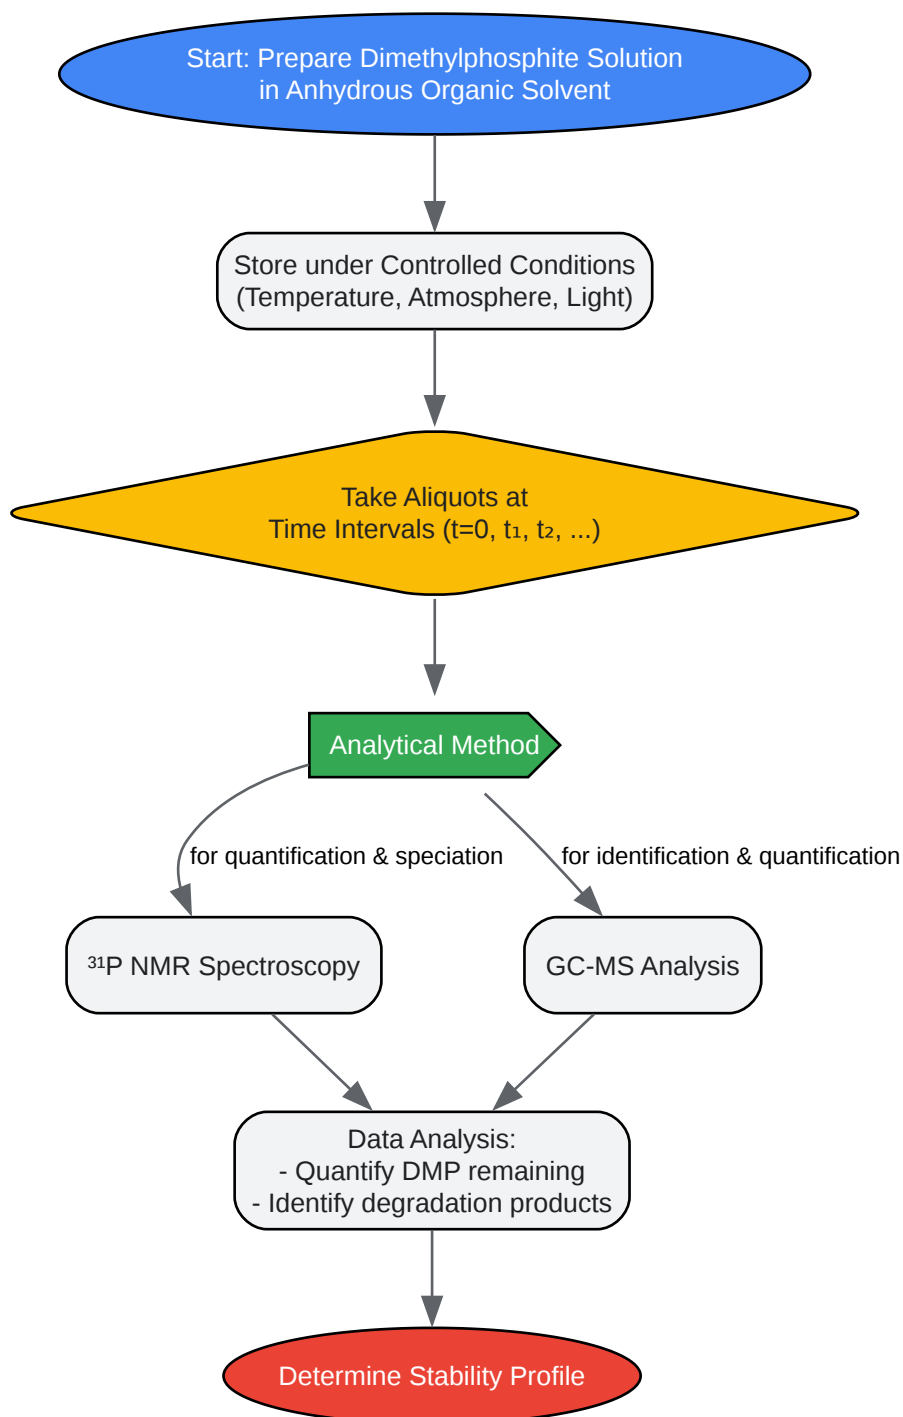 Start: Prepare Dimethylphosphite Solution
in Anhydrous Organic Solvent
Store under Controlled Conditions
(Temperature, Atmosphere, Light)
Take Aliquots at
Time Intervals (t=0, t₁, t₂, ...)
Analytical Method
for quantification & speciation
for identification & quantification
³¹P NMR Spectroscopy
GC-MS Analysis
Data Analysis:
- Quantify DMP remaining
- Identify degradation products
Determine Stability Profile